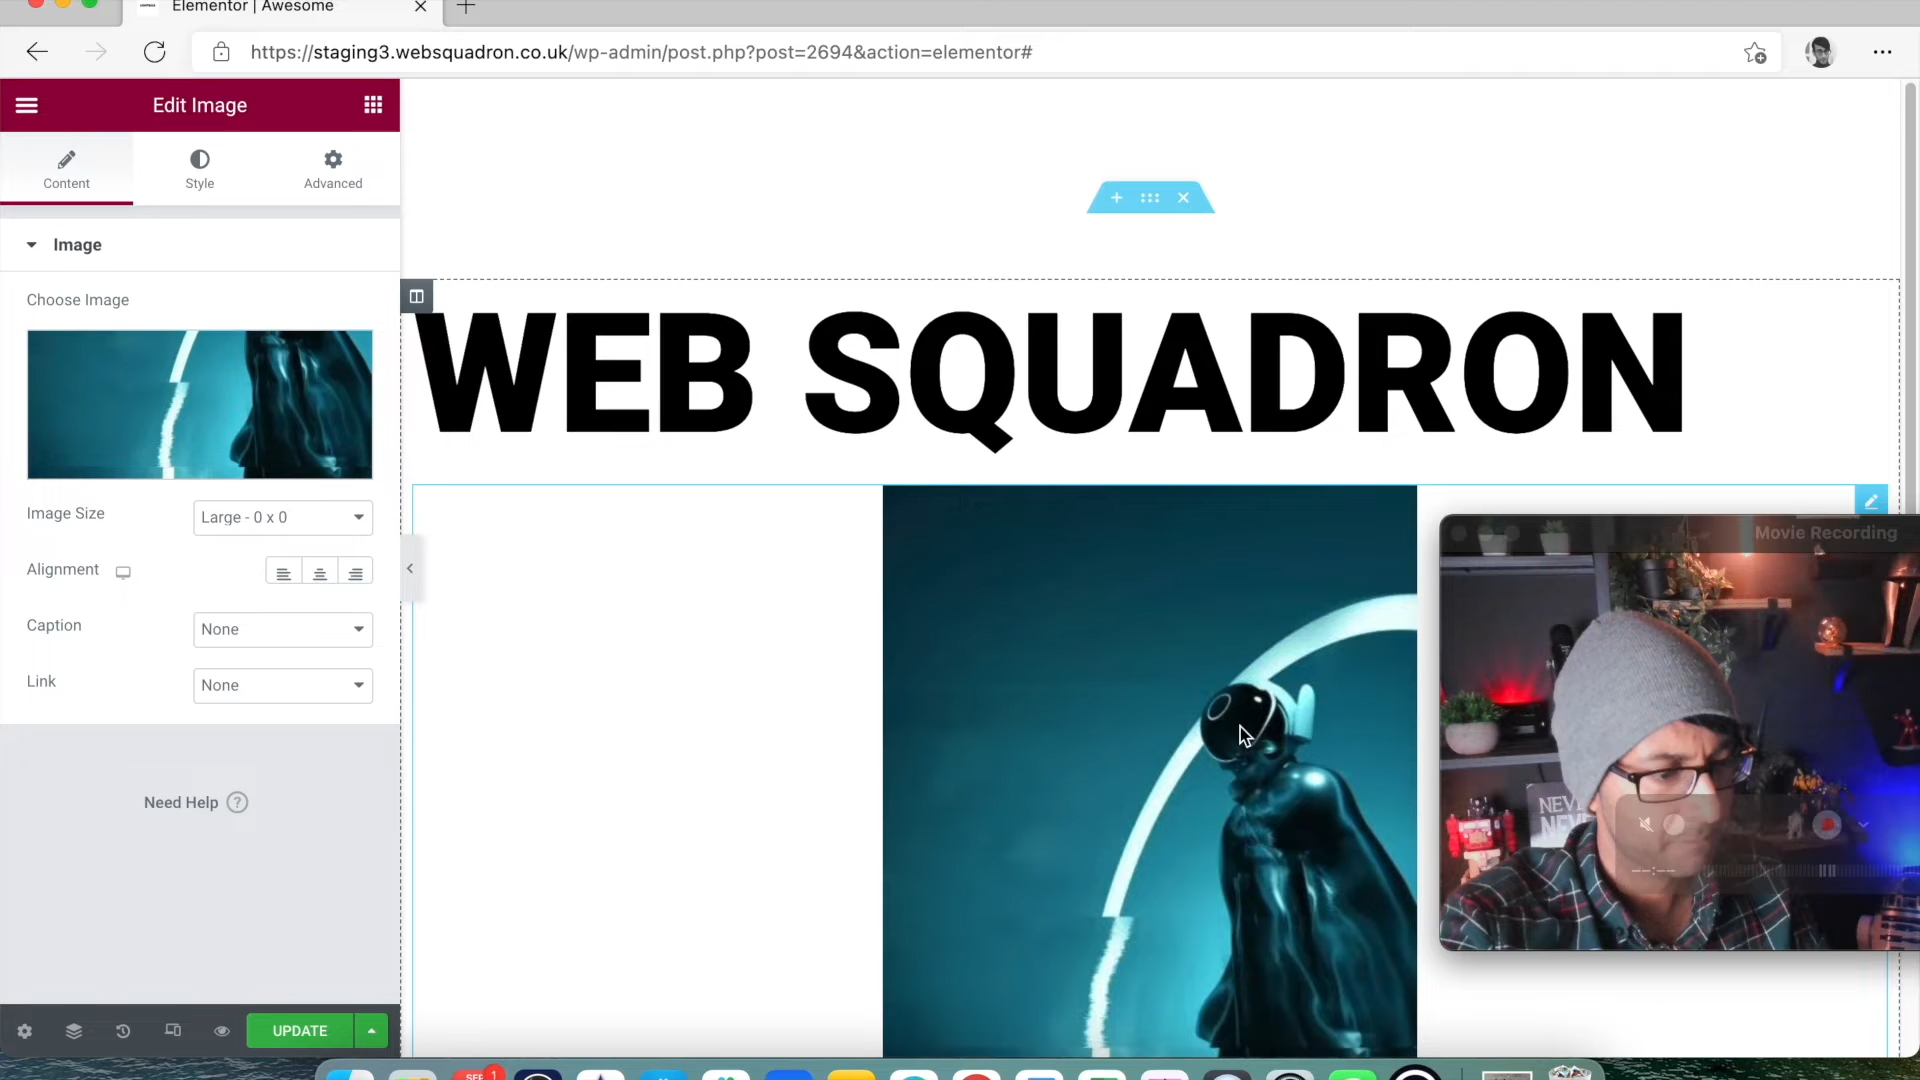 Elementor | Awesome
https://staging3.websquadron.co.uk/wp-admin/post.php?post=2694&action=elementor#
Edit Image
Content
Style
Advanced
Image
Choose Image
Image Size
Large - 0 x 0
Alignment
Caption
None
Link
None
Need Help ?
UPDATE
WEB SQUADRON
Movie Recording
--:--
SEP
1